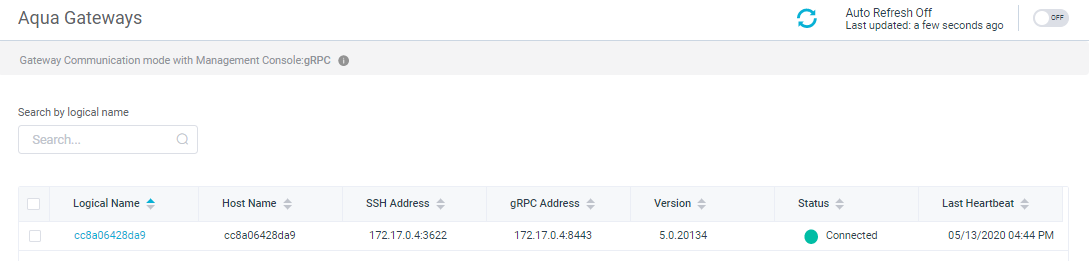 Aqua Gateways
Auto Refresh Off
Last updated: a few seconds ago
OFF
Gateway Communication mode with Management Console:gRPC i
Search by logical name
Search...
Logical Name Host Name SSH Address gRPC Address Version Status Last Heartbeat
cc8a06428da9 cc8a06428da9 172.17.0.4:3622 172.17.0.4:8443 5.0.20134 Connected 05/13/2020 04:44 PM